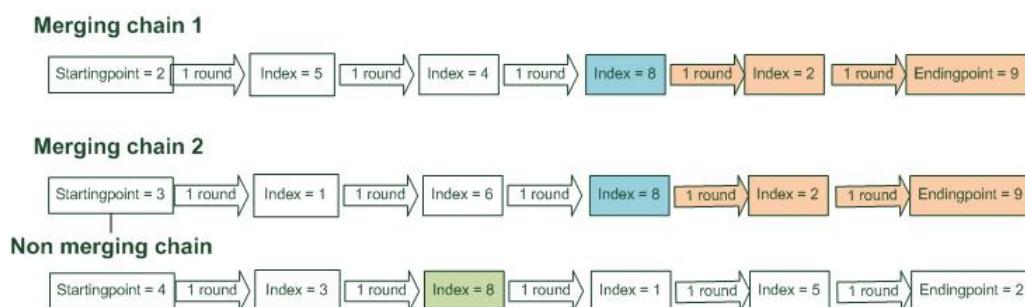 Merging chain 1
Startingpoint = 2 1 round Index = 5 1 round Index = 4 1 round Index = 8 1 round Index = 2 1 round Endingpoint = 9
Merging chain 2
Startingpoint = 3 1 round Index = 1 1 round Index = 6 1 round Index = 8 1 round Index = 2 1 round Endingpoint = 9
Non merging chain
Startingpoint = 4 1 round Index = 3 1 round Index = 8 1 round Index = 1 1 round Index = 5 1 round Endingpoint = 2